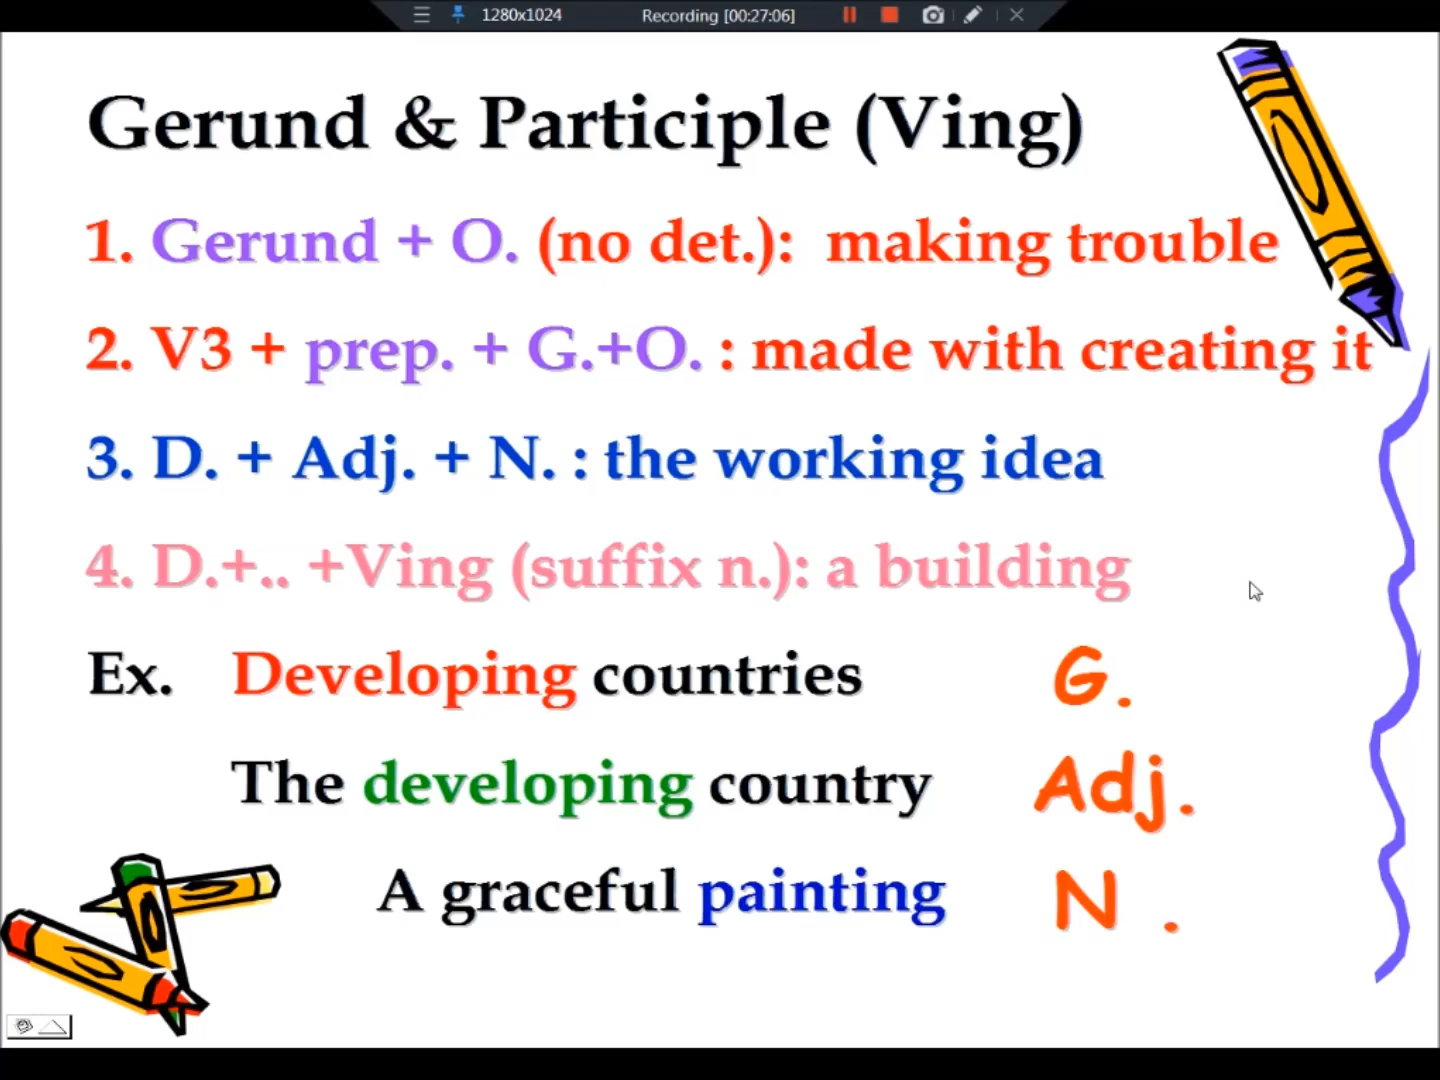 1280x1024 Recording [00:27:06]
Gerund & Participle (Ving)
1. Gerund + O. (no det.): making trouble
2. V3 + prep. + G.+O. : made with creating it
3. D. + Adj. + N. : the working idea
4. D.+.. +Ving (suffix n.): a building
Ex. Developing countries G.
The developing country Adj.
A graceful painting N .